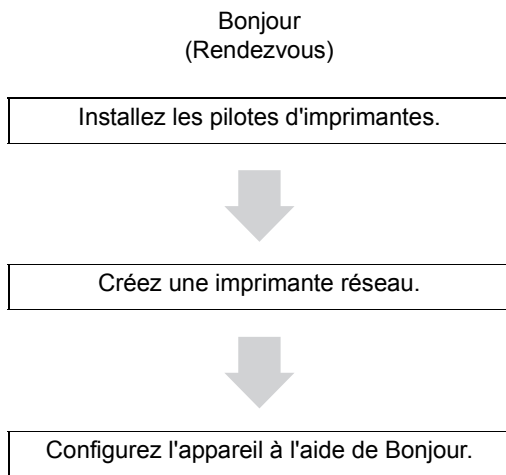 Bonjour
(Rendezvous)
Installez les pilotes d'imprimantes.
Créez une imprimante réseau.
Configurez l'appareil à l'aide de Bonjour.